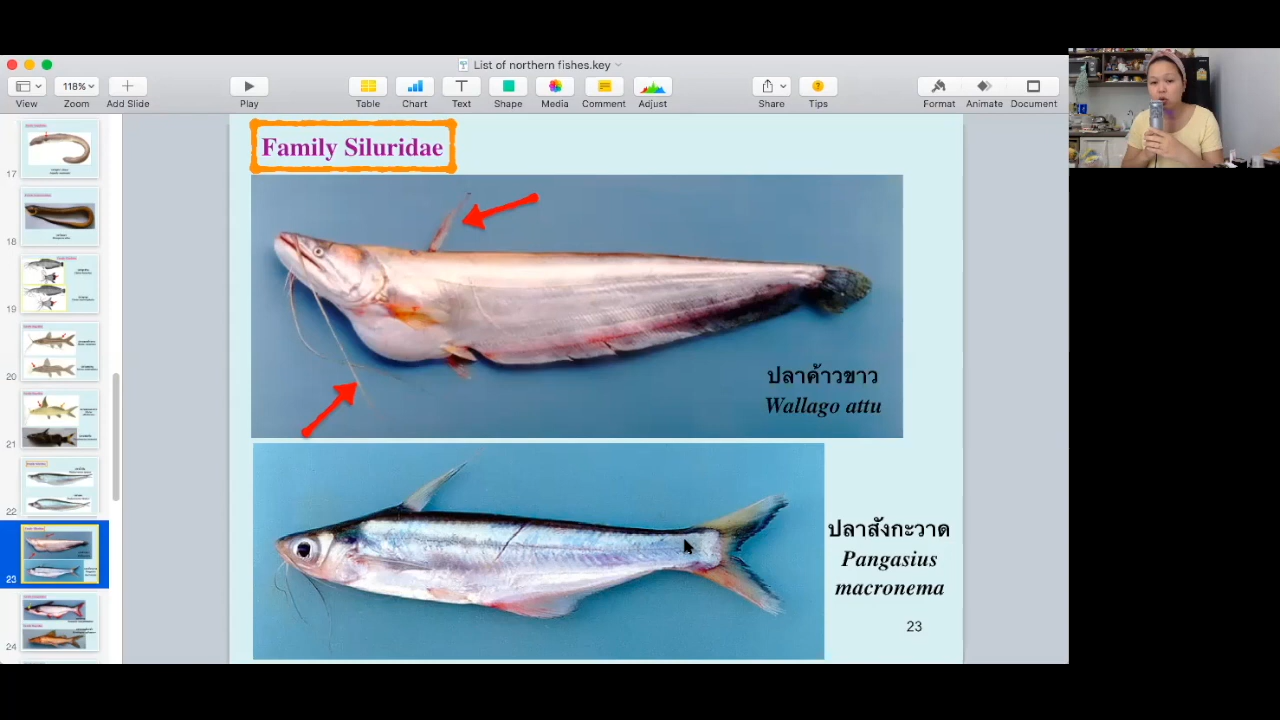 List of northern fishes.key
118%
View
Zoom
Add Slide
Play
Table
Chart
Text
Shape
Media
Comment
Adjust
Share
Tips
Format
Animate
Document
17
18
19
20
21
22
23
24
Family Siluridae
ปลาค้าวขาว
Wallago attu
ปลาสังกะวาด
Pangasius
macronema
23